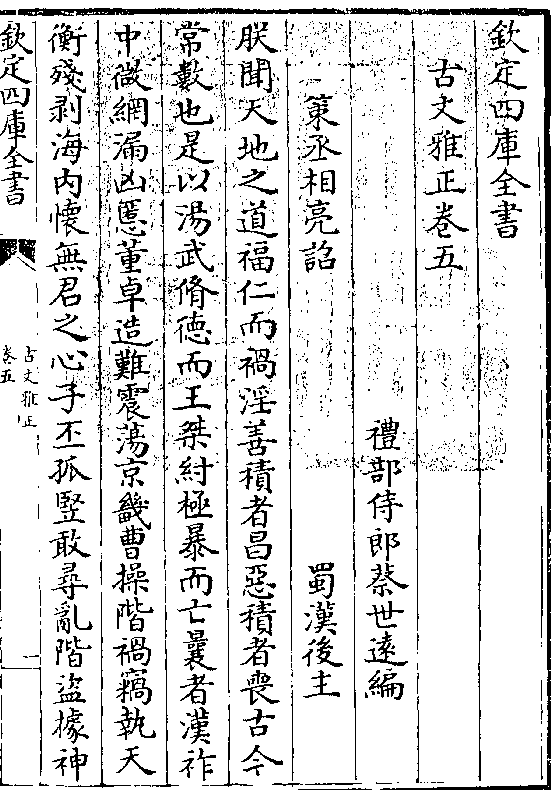 欽定四庫全書
古文雅正卷五
禮部侍郎蔡世遠編
策丞相亮詔
蜀漢後主
朕聞天地之道福仁而禍淫善積者昌惡積者喪古今
常數也是以湯武脩德而王桀紂極暴而亡曩者漢祚
中微網漏凶慝董卓造難震蕩京畿曹操階禍竊執天
衡殘剥海内懷無君之心子丕孤豎敢尋亂階盜據神
欽定四庫全書
古文雅正
卷五
一